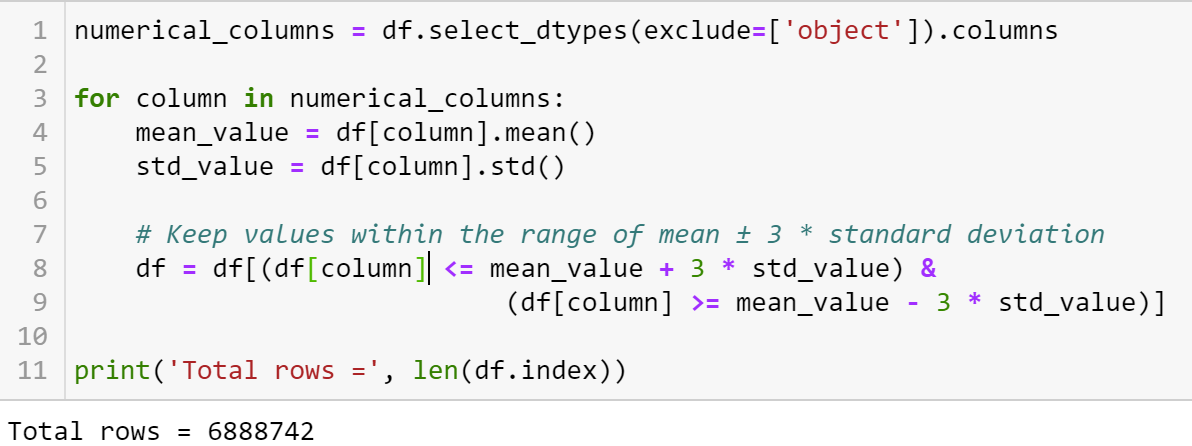 1 numerical_columns = df.select_dtypes(exclude=['object']).columns
2
3 for column in numerical_columns:
4     mean_value = df[column].mean()
5     std_value = df[column].std()
6
7     # Keep values within the range of mean ± 3 * standard deviation
8     df = df[(df[column] <= mean_value + 3 * std_value) &
9                             (df[column] >= mean_value - 3 * std_value)]
10
11 print('Total rows =', len(df.index))
Total rows = 6888742